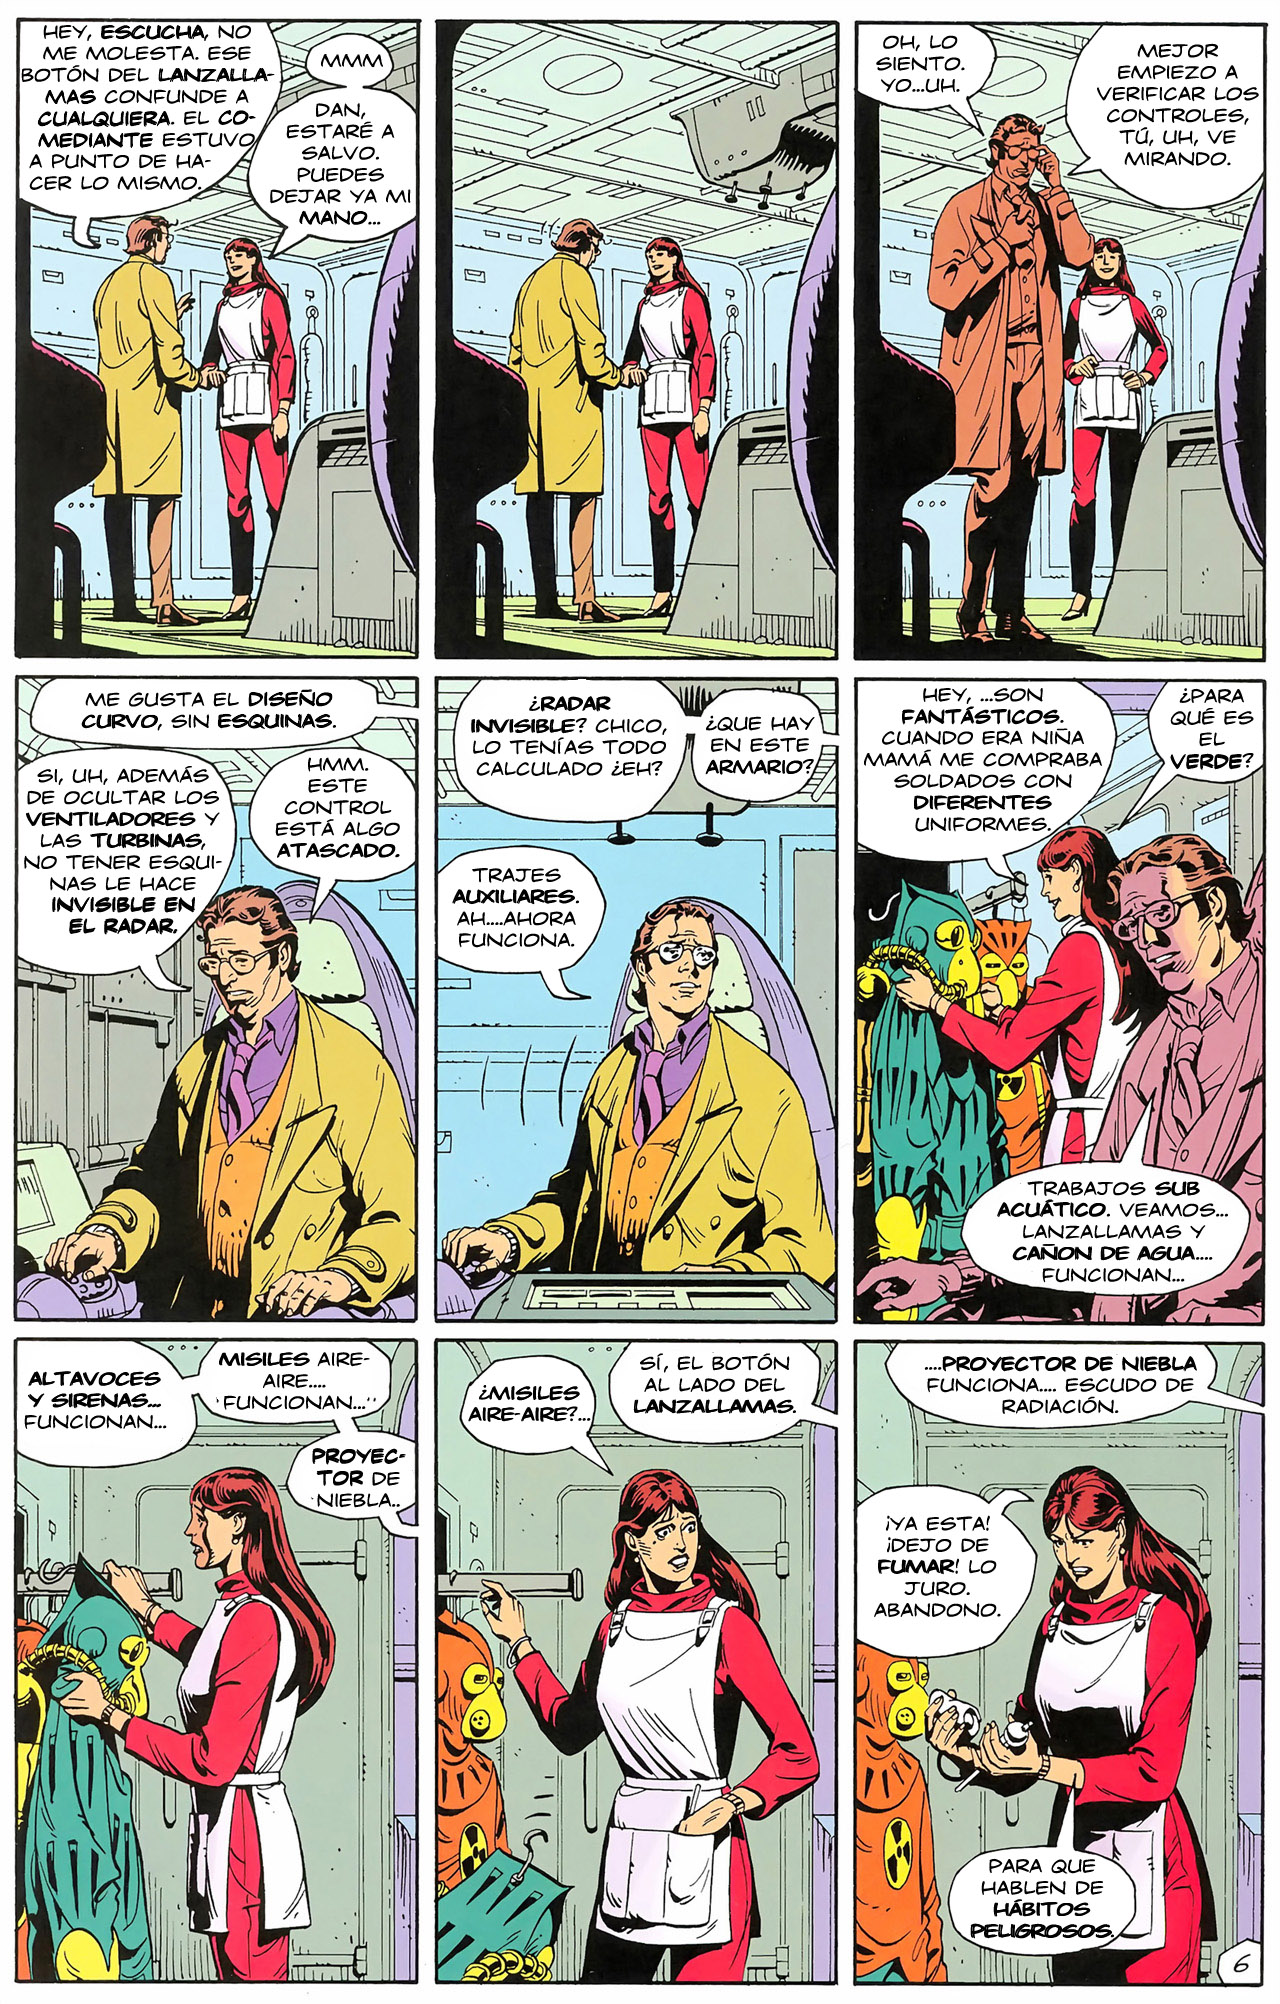 HEY, ESCUCHA, NO
ME MOLESTA. ESE
BOTÓN DEL LANZALLA-
MAS CONFUNDE A
CUALQUIERA. EL CO-
MEDIANTE ESTUVO
A PUNTO DE HA-
CER LO MISMO.
MMM
DAN,
ESTARÉ A
SALVO.
PUEDES
DEJAR YA MI
MANO...
OH, LO
SIENTO.
YO...UH.
MEJOR
EMPIEZO A
VERIFICAR LOS
CONTROLES,
TÚ, UH, VE
MIRANDO.
ME GUSTA EL DISEÑO
CURVO, SIN ESQUINAS.
SI, UH, ADEMÁS
DE OCULTAR LOS
VENTILADORES Y
LAS TURBINAS,
NO TENER ESQUI-
NAS LE HACE
INVISIBLE EN
EL RADAR.
HMM.
ESTE
CONTROL
ESTÁ ALGO
ATASCADO.
¿RADAR
INVISIBLE? CHICO,
LO TENÍAS TODO
CALCULADO ¿EH?
¿QUE HAY
EN ESTE
ARMARIO?
TRAJES
AUXILIARES.
AH....AHORA
FUNCIONA.
HEY, ...SON
FANTÁSTICOS.
CUANDO ERA NIÑA
MAMÁ ME COMPRABA
SOLDADOS CON
DIFERENTES
UNIFORMES.
¿PARA
QUÉ ES
EL
VERDE?
TRABAJOS SUB
ACUÁTICO. VEAMOS...
LANZALLAMAS Y
CAÑON DE AGUA....
FUNCIONAN...
ALTAVOCES
Y SIRENAS...
FUNCIONAN...
MISILES AIRE-
AIRE....
FUNCIONAN...
PROYEC-
TOR DE
NIEBLA..
¿MISILES
AIRE-AIRE?...
SÍ, EL BOTÓN
AL LADO DEL
LANZALLAMAS.
....PROYECTOR DE NIEBLA
FUNCIONA.... ESCUDO DE
RADIACIÓN.
¡YA ESTA!
¡DEJO DE
FUMAR! LO
JURO.
ABANDONO.
PARA QUE
HABLEN DE
HÁBITOS
PELIGROSOS.
6